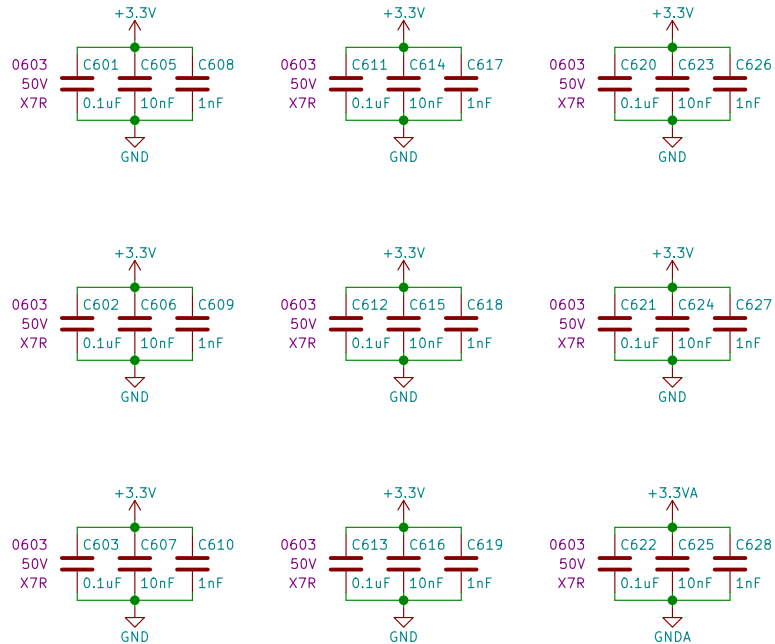 +3.3V +3.3V +3.3V
0603 C601 C605 C608 0603 C611 C614 C617 0603 C620 C623 C626
50V 50V 50V
X7R 0.1uF 10nF 1nF X7R 0.1uF 10nF 1nF X7R 0.1uF 10nF 1nF
GND GND GND
+3.3V +3.3V +3.3V
0603 C602 C606 C609 0603 C612 C615 C618 0603 C621 C624 C627
50V 50V 50V
X7R 0.1uF 10nF 1nF X7R 0.1uF 10nF 1nF X7R 0.1uF 10nF 1nF
GND GND GND
+3.3V +3.3V +3.3VA
0603 C603 C607 C610 0603 C613 C616 C619 0603 C622 C625 C628
50V 50V 50V
X7R 0.1uF 10nF 1nF X7R 0.1uF 10nF 1nF X7R 0.1uF 10nF 1nF
GND GND GNDA